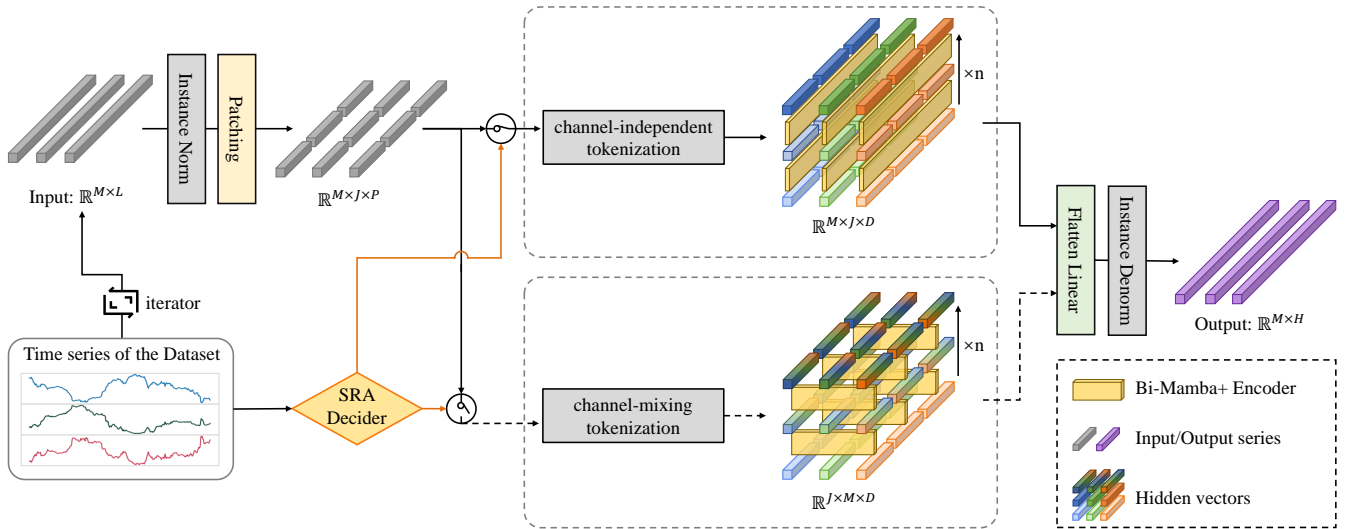 Input: ℝ^{M×L}
Instance Norm
Patching
ℝ^{M×J×P}
channel-independent
tokenization
×n
ℝ^{M×J×D}
Flatten Linear
Instance Denorm
Output: ℝ^{M×H}
iterator
Time series of the Dataset
SRA
Decider
channel-mixing
tokenization
×n
ℝ^{J×M×D}
Bi-Mamba+ Encoder
Input/Output series
Hidden vectors